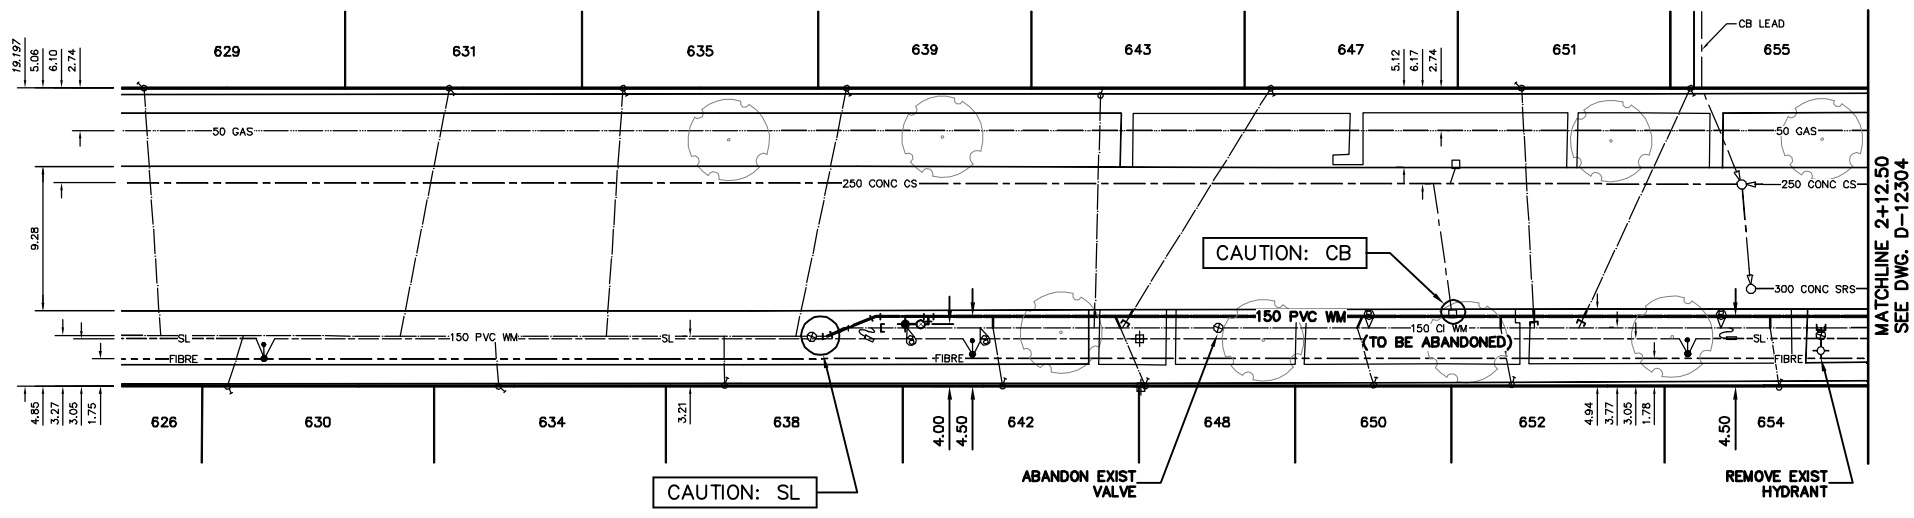 CB LEAD
629 631 635 639 643 647 651 655
19.197 5.06 6.10 2.74
5.12 6.17 2.74
50 GAS 50 GAS
250 CONC CS 250 CONC CS
9.28
CAUTION: CB
300 CONC SRS
MATCHLINE 2+12.50
SEE DWG. D-12304
150 PVC WM
150 CI WM
(TO BE ABANDONED)
SL 150 PVC WM SL SL
FIBRE FIBRE FIBRE
4.85 3.27 3.05 1.75
3.21
4.00 4.50
4.94 3.77 3.05 1.78
4.50
626 630 634 638 642 648 650 652 654
CAUTION: SL
ABANDON EXIST
VALVE
REMOVE EXIST
HYDRANT